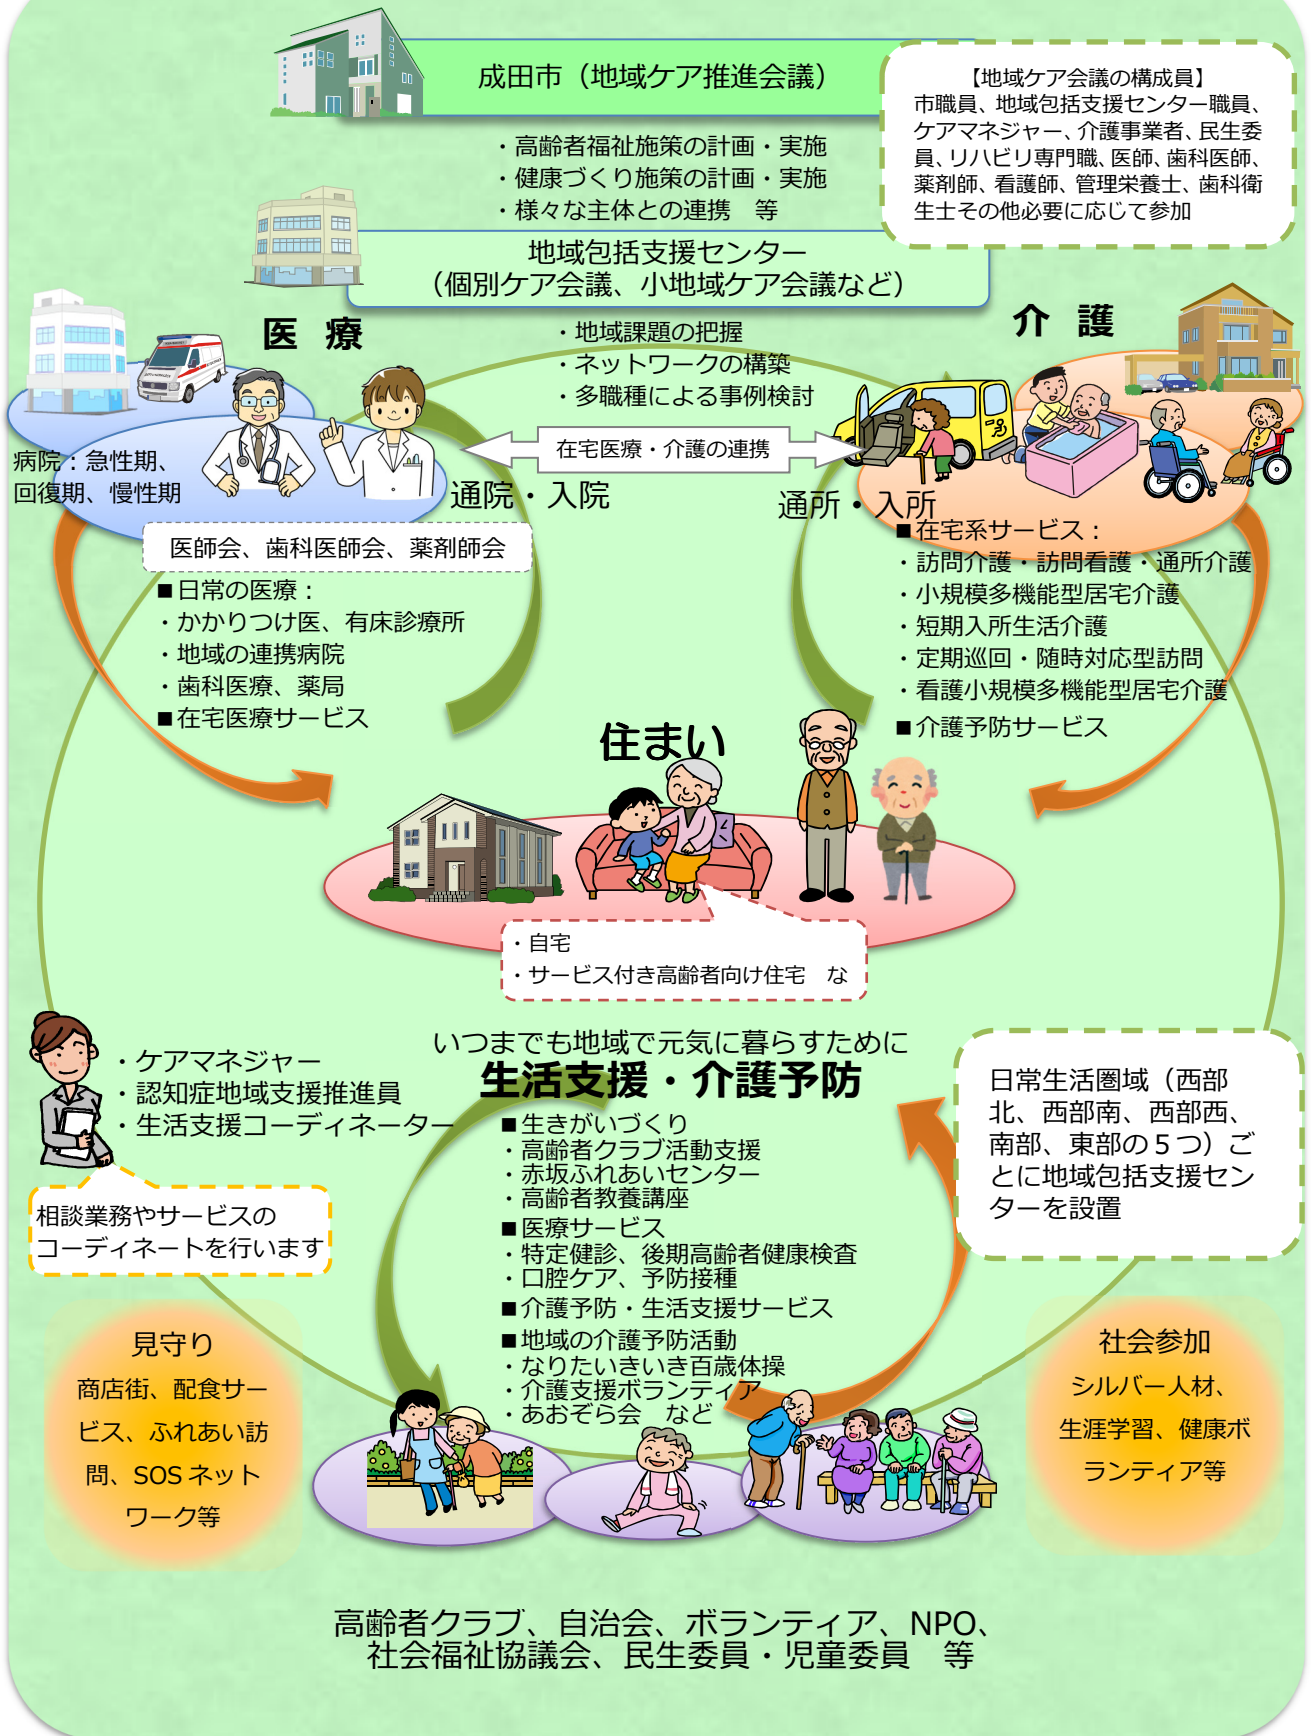 成田市（地域ケア推進会議）
【地域ケア会議の構成員】
市職員、地域包括支援センター職員、
ケアマネジャー、介護事業者、民生委
員、リハビリ専門職、医師、歯科医師、
薬剤師、看護師、管理栄養士、歯科衛
生士その他必要に応じて参加
・高齢者福祉施策の計画・実施
・健康づくり施策の計画・実施
・様々な主体との連携　等
地域包括支援センター
（個別ケア会議、小地域ケア会議など）
・地域課題の把握
・ネットワークの構築
・多職種による事例検討
医 療
介 護
在宅医療・介護の連携
病院：急性期、
回復期、慢性期
通院・入院
通所・入所
医師会、歯科医師会、薬剤師会
■日常の医療：
・かかりつけ医、有床診療所
・地域の連携病院
・歯科医療、薬局
■在宅医療サービス
■在宅系サービス：
・訪問介護・訪問看護・通所介護
・小規模多機能型居宅介護
・短期入所生活介護
・定期巡回・随時対応型訪問
・看護小規模多機能型居宅介護
■介護予防サービス
住まい
・自宅
・サービス付き高齢者向け住宅　な
・ケアマネジャー
・認知症地域支援推進員
・生活支援コーディネーター
相談業務やサービスの
コーディネートを行います
いつまでも地域で元気に暮らすために
生活支援・介護予防
■生きがいづくり
・高齢者クラブ活動支援
・赤坂ふれあいセンター
・高齢者教養講座
■医療サービス
・特定健診、後期高齢者健康検査
・口腔ケア、予防接種
■介護予防・生活支援サービス
■地域の介護予防活動
・なりたいきいき百歳体操
・介護支援ボランティア
・あおぞら会　など
日常生活圏域（西部
北、西部南、西部西、
南部、東部の５つ）ご
とに地域包括支援セン
ターを設置
見守り
商店街、配食サー
ビス、ふれあい訪
問、SOS ネット
ワーク等
社会参加
シルバー人材、
生涯学習、健康ボ
ランティア等
高齢者クラブ、自治会、ボランティア、NPO、
社会福祉協議会、民生委員・児童委員　等